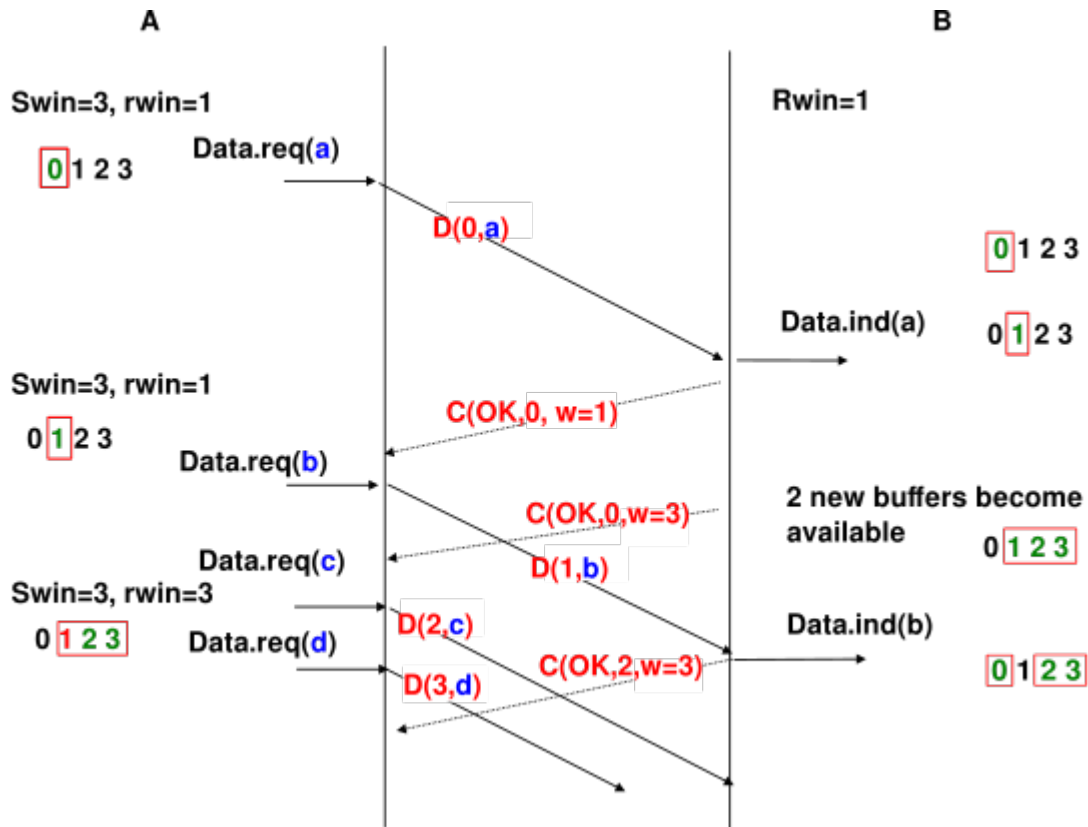 A
B
Swin=3, rwin=1
Rwin=1
Data.req(a)
0 1 2 3
D(0,a)
0 1 2 3
Data.ind(a)
0 1 2 3
Swin=3, rwin=1
C(OK,0, w=1)
0 1 2 3
Data.req(b)
2 new buffers become
available
C(OK,0,w=3)
0 1 2 3
Data.req(c)
D(1,b)
Swin=3, rwin=3
D(2,c)
Data.ind(b)
0 1 2 3
Data.req(d)
C(OK,2,w=3)
0 1 2 3
D(3,d)